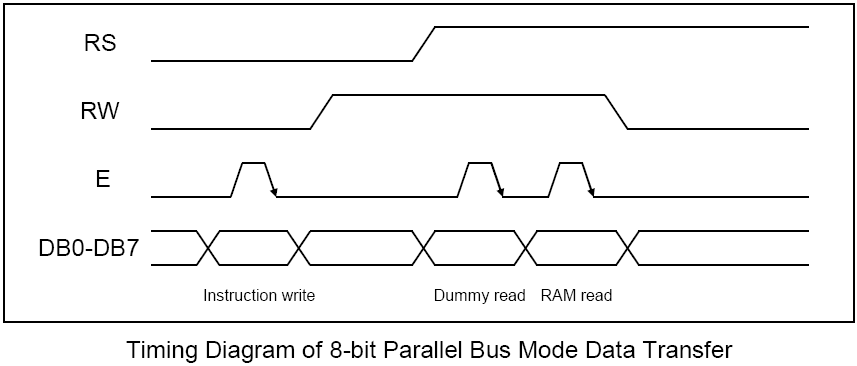 RS
RW
E
DB0-DB7
Instruction write Dummy read RAM read
Timing Diagram of 8-bit Parallel Bus Mode Data Transfer